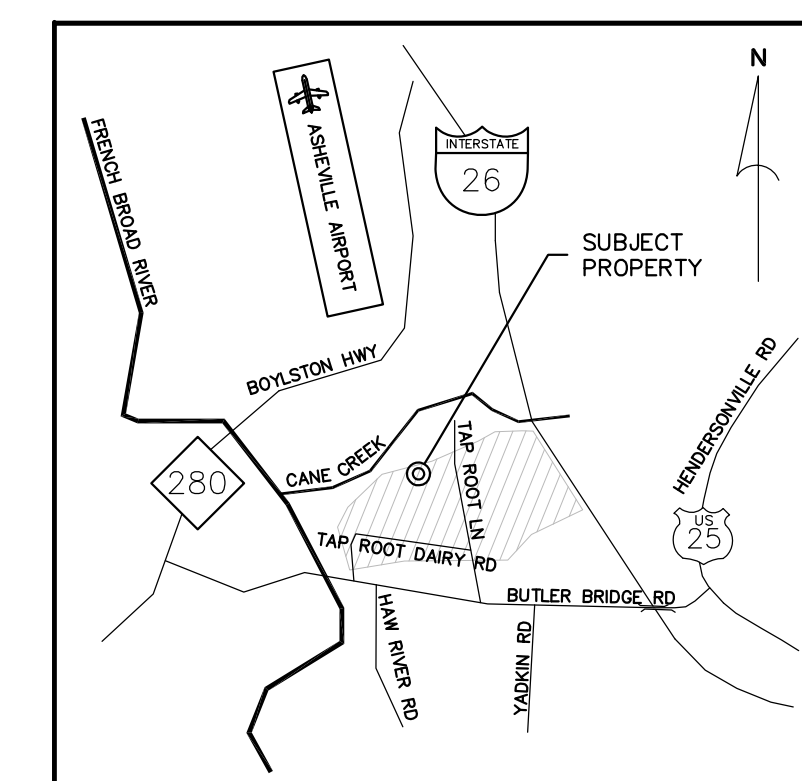 N
INTERSTATE
26
FRENCH BROAD RIVER
ASHEVILLE AIRPORT
SUBJECT
PROPERTY
BOYLSTON HWY
HENDERSONVILLE RD
CANE CREEK
280
TAP ROOT LN
US
25
TAP ROOT DAIRY RD
BUTLER BRIDGE RD
HAW RIVER RD
YADKIN RD